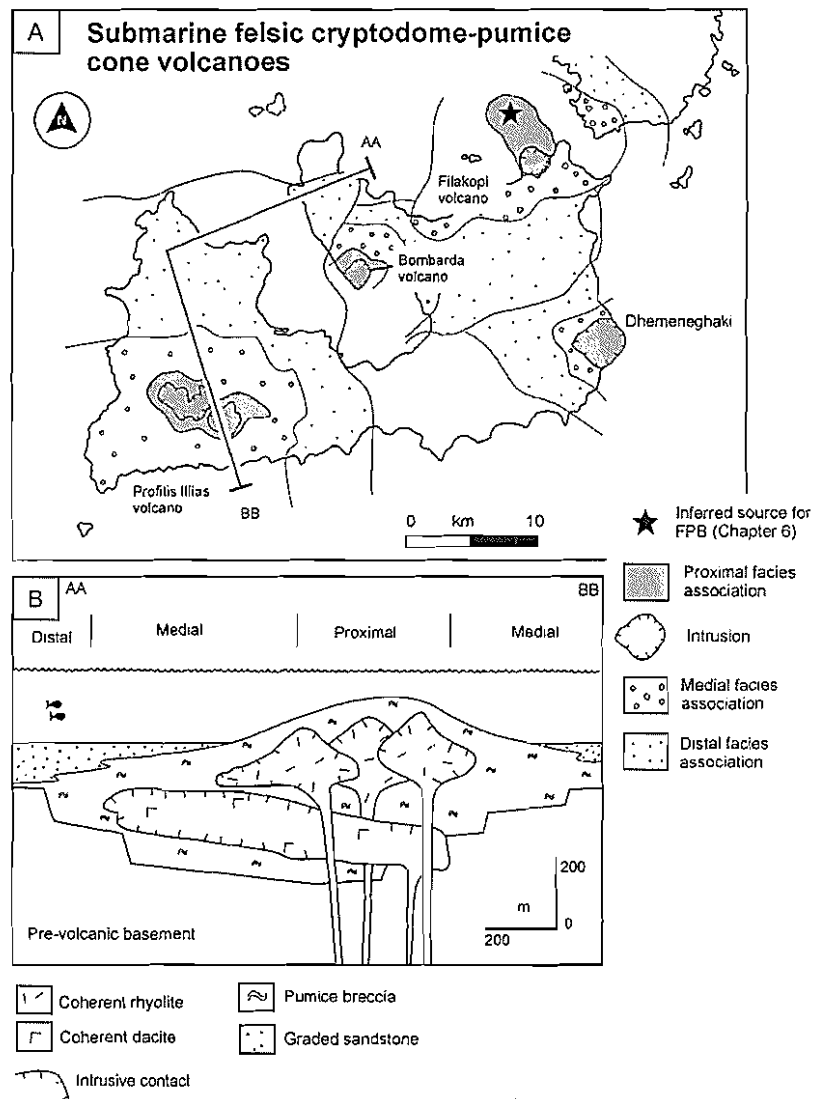 A
Submarine felsic cryptodome-pumice
cone volcanoes
N
AA
Filakopi
volcano
Bombarda
volcano
Dhemeneghaki
Profitis Illias
volcano
BB
0 km 10
Inferred source for
FPB (Chapter 6)
Proximal facies
association
Intrusion
Medial facies
association
Distal facies
association
B
AA
BB
Distal
Medial
Proximal
Medial
200
m
0
200
Pre-volcanic basement
Coherent rhyolite
Pumice breccia
Coherent dacite
Graded sandstone
Intrusive contact